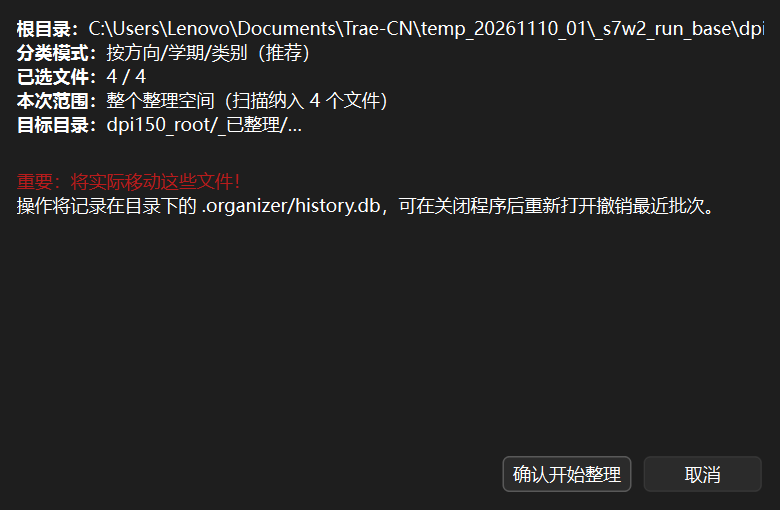 根目录：C:\Users\Lenovo\Documents\Trae-CN\temp_20261110_01\_s7w2_run_base\dpi
分类模式：按方向/学期/类别（推荐）
已选文件：4 / 4
本次范围：整个整理空间（扫描纳入 4 个文件）
目标目录：dpi150_root/_已整理/...
重要：将实际移动这些文件！
操作将记录在目录下的 .organizer/history.db，可在关闭程序后重新打开撤销最近批次。
确认开始整理
取消